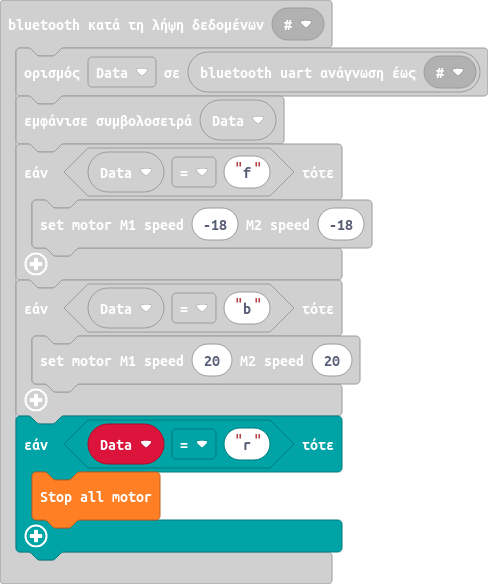 bluetooth κατά τη λήψη δεδομένων #
ορισμός Data σε bluetooth uart ανάγνωση έως #
εμφάνισε συμβολοσειρά Data
εάν Data = "f" τότε
set motor M1 speed -18 M2 speed -18
εάν Data = "b" τότε
set motor M1 speed 20 M2 speed 20
εάν Data = "r" τότε
Stop all motor